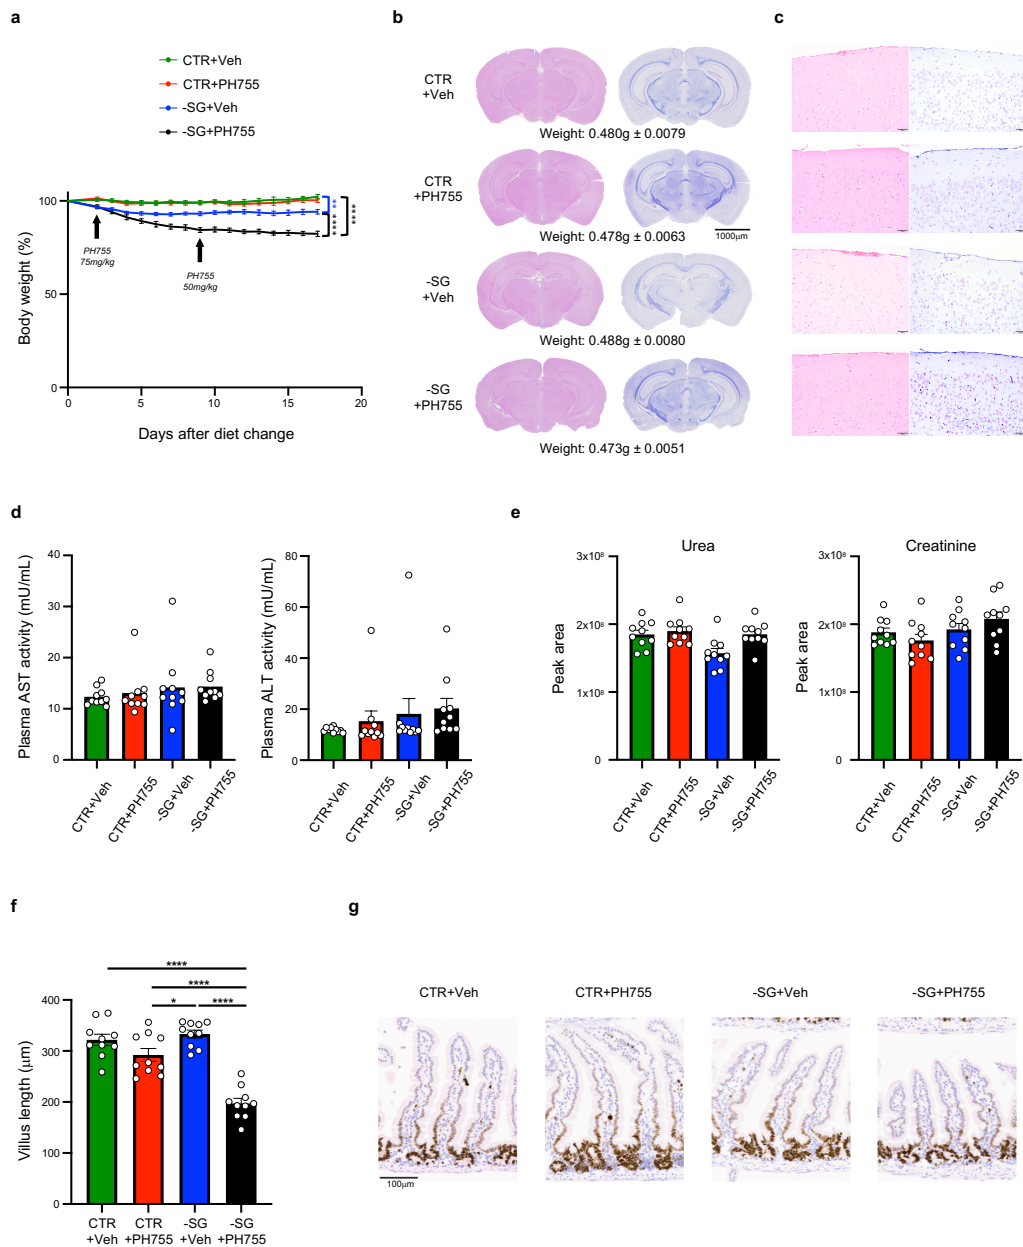 a
CTR+Veh
CTR+PH755
-SG+Veh
-SG+PH755
Body weight (%)
100
50
0
0 5 10 15 20
PH755
75mg/kg
PH755
50mg/kg
**
****
****
Days after diet change
b
CTR
+Veh
Weight: 0.480g ± 0.0079
CTR
+PH755
1000μm
Weight: 0.478g ± 0.0063
-SG
+Veh
Weight: 0.488g ± 0.0080
-SG
+PH755
Weight: 0.473g ± 0.0051
c
d
Plasma AST activity (mU/mL)
40
30
20
10
0
CTR+Veh
CTR+PH755
-SG+Veh
-SG+PH755
Plasma ALT activity (mU/mL)
80
60
40
20
0
CTR+Veh
CTR+PH755
-SG+Veh
-SG+PH755
e
Urea
Peak area
3x10⁸
2x10⁸
1x10⁸
0
CTR+Veh
CTR+PH755
-SG+Veh
-SG+PH755
Creatinine
Peak area
3x10⁸
2x10⁸
1x10⁸
0
CTR+Veh
CTR+PH755
-SG+Veh
-SG+PH755
f
****
****
* ****
Villus length (μm)
400
300
200
100
0
CTR CTR -SG -SG
+Veh +PH755 +Veh +PH755
g
CTR+Veh CTR+PH755 -SG+Veh -SG+PH755
100μm